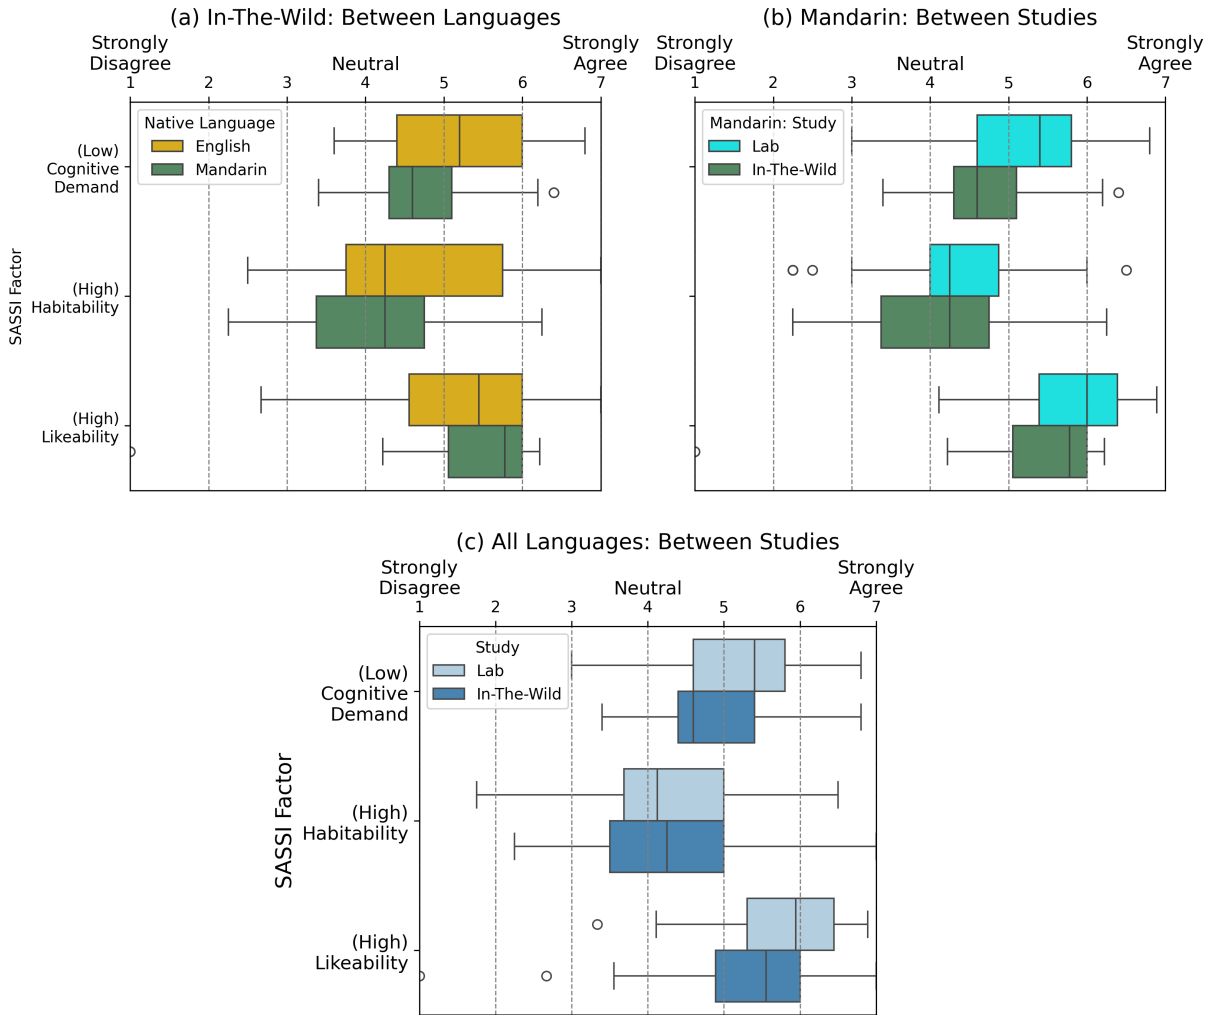 (a) In-The-Wild: Between Languages
Strongly
Disagree
Neutral
Strongly
Agree
1 2 3 4 5 6 7
Native Language
English
Mandarin
SASSI Factor
(Low)
Cognitive
Demand
(High)
Habitability
(High)
Likeability
(b) Mandarin: Between Studies
Strongly
Disagree
Neutral
Strongly
Agree
1 2 3 4 5 6 7
Mandarin: Study
Lab
In-The-Wild
(c) All Languages: Between Studies
Strongly
Disagree
Neutral
Strongly
Agree
1 2 3 4 5 6 7
Study
Lab
In-The-Wild
SASSI Factor
(Low)
Cognitive
Demand
(High)
Habitability
(High)
Likeability